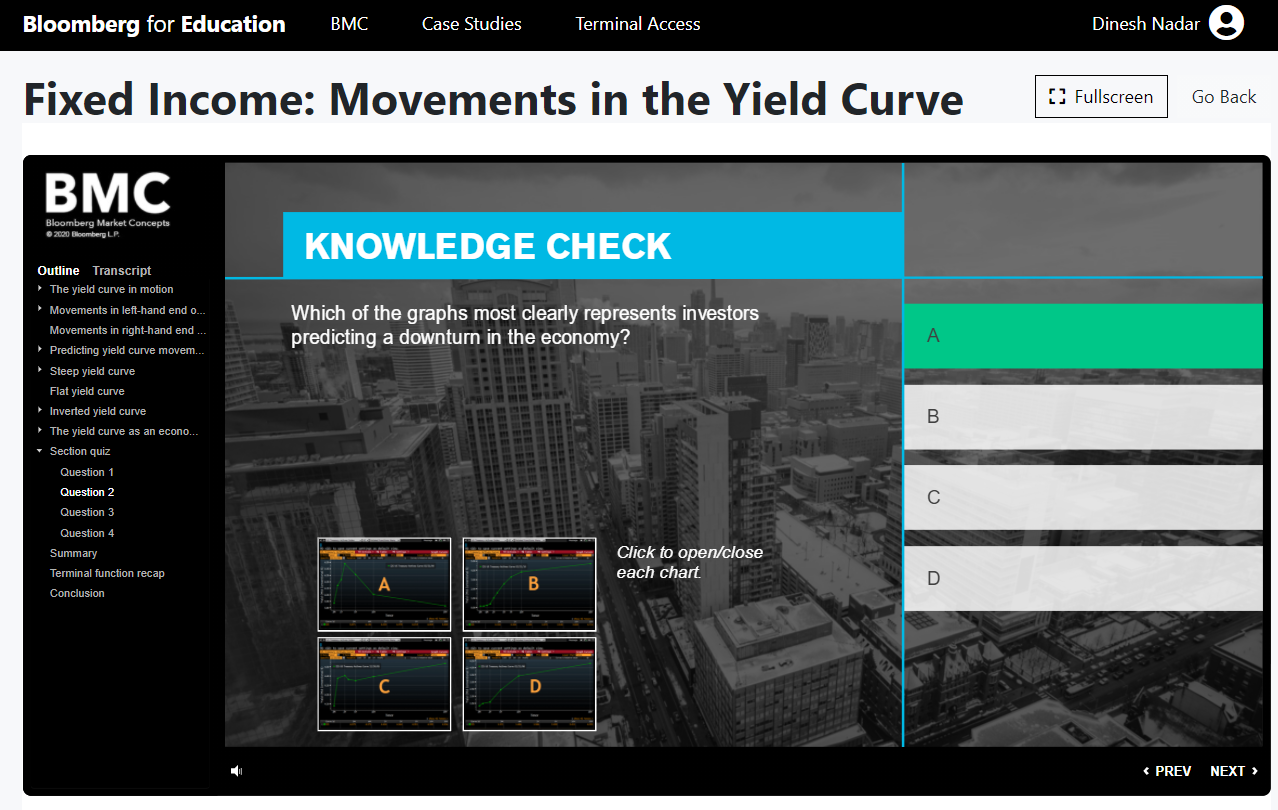 Bloomberg for Education
BMC
Case Studies
Terminal Access
Dinesh Nadar
Fixed Income: Movements in the Yield Curve
Fullscreen
Go Back
BMC
Bloomberg Market Concepts
© 2020 Bloomberg L.P.
Outline
Transcript
The yield curve in motion
Movements in left-hand end o...
Movements in right-hand end ...
Predicting yield curve movem...
Steep yield curve
Flat yield curve
Inverted yield curve
The yield curve as an econo...
Section quiz
Question 1
Question 2
Question 3
Question 4
Summary
Terminal function recap
Conclusion
KNOWLEDGE CHECK
Which of the graphs most clearly represents investors
predicting a downturn in the economy?
A
B
C
D
Click to open/close
each chart.
A
B
C
D
PREV
NEXT